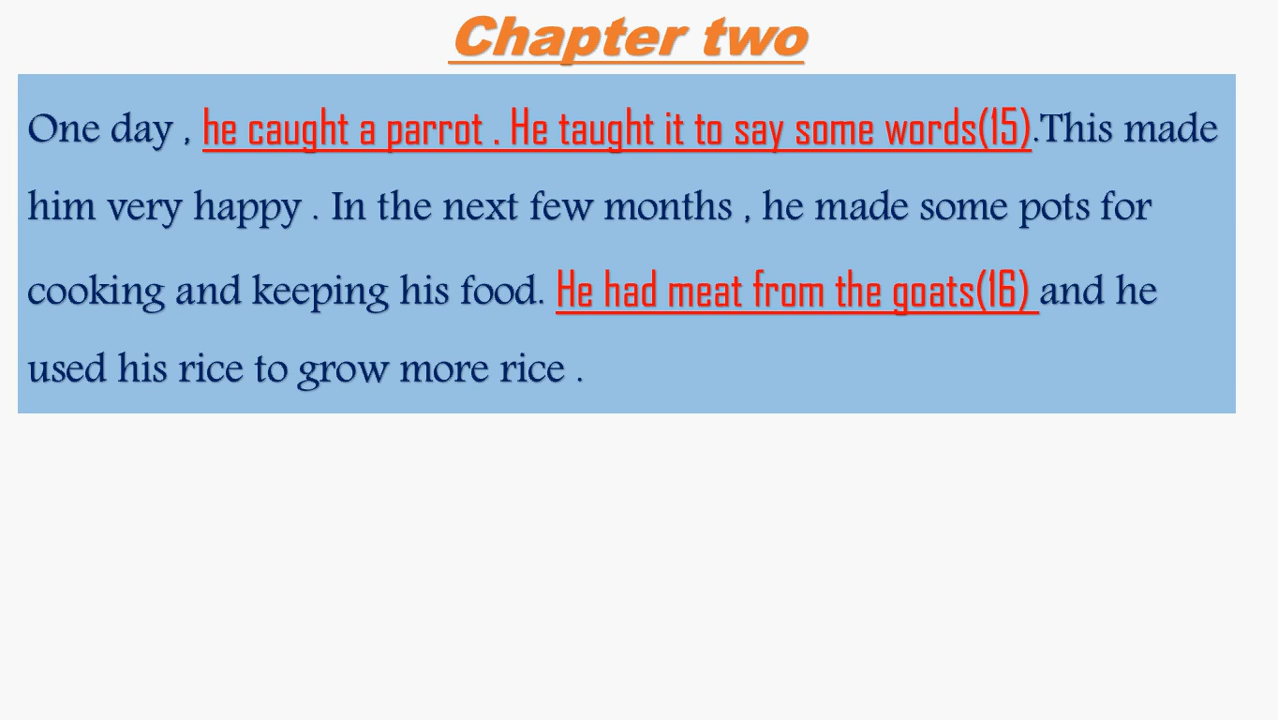 Chapter two
One day , he caught a parrot . He taught it to say some words(15).This made
him very happy . In the next few months , he made some pots for
cooking and keeping his food. He had meat from the goats(16) and he
used his rice to grow more rice .